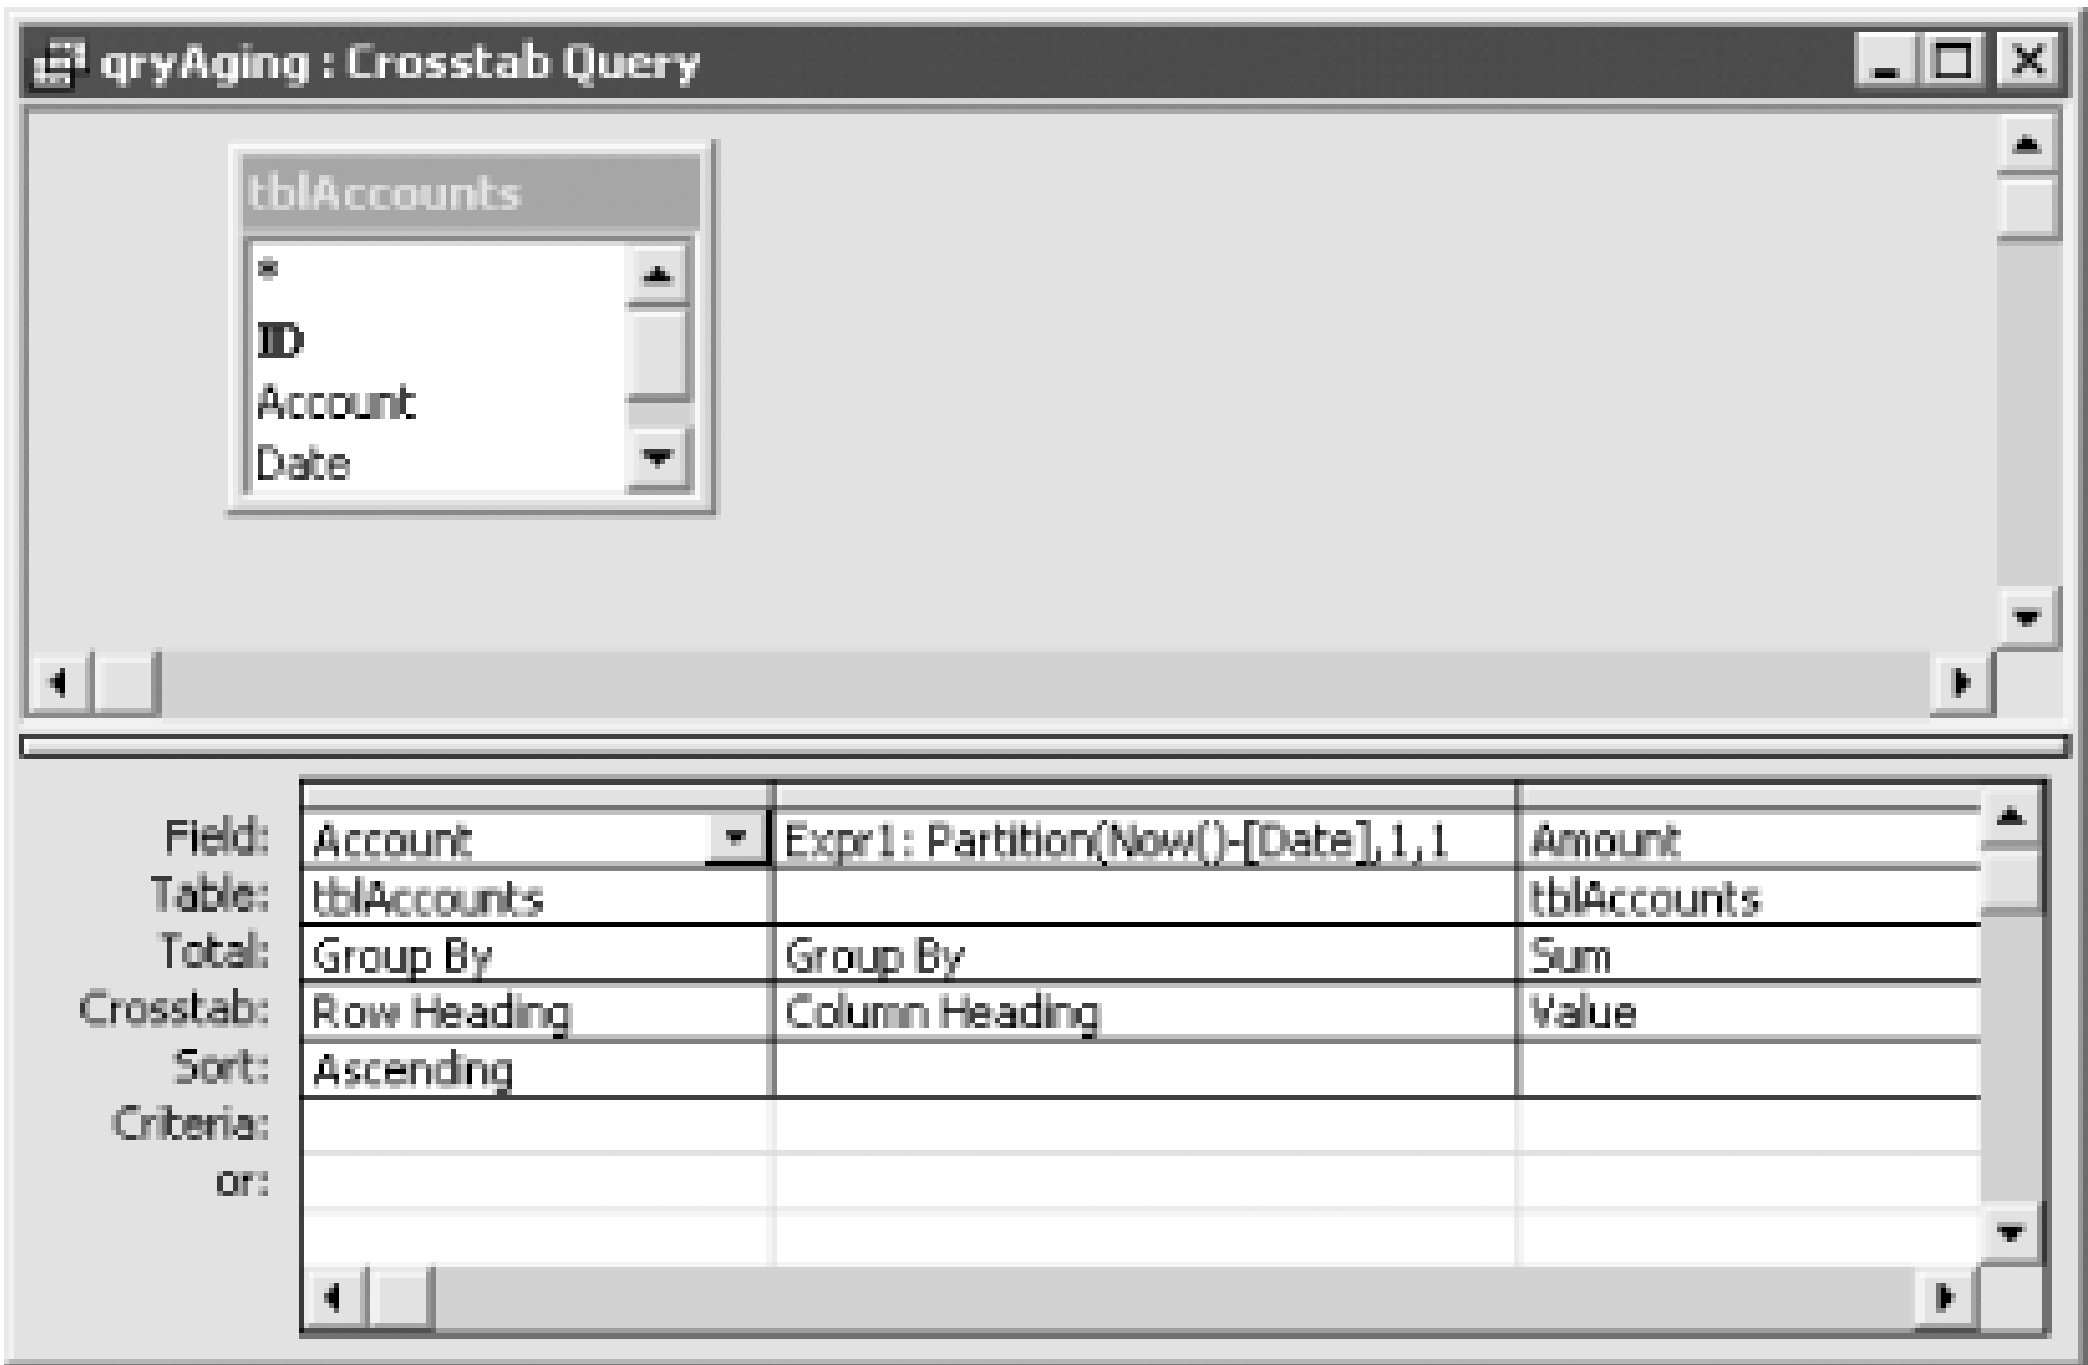 qryAging : Crosstab Query
tblAccounts
*
ID
Account
Date
Field: Account Expr1: Partition(Now()-[Date],1,1 Amount
Table: tblAccounts tblAccounts
Total: Group By Group By Sum
Crosstab: Row Heading Column Heading Value
Sort: Ascending
Criteria:
or: